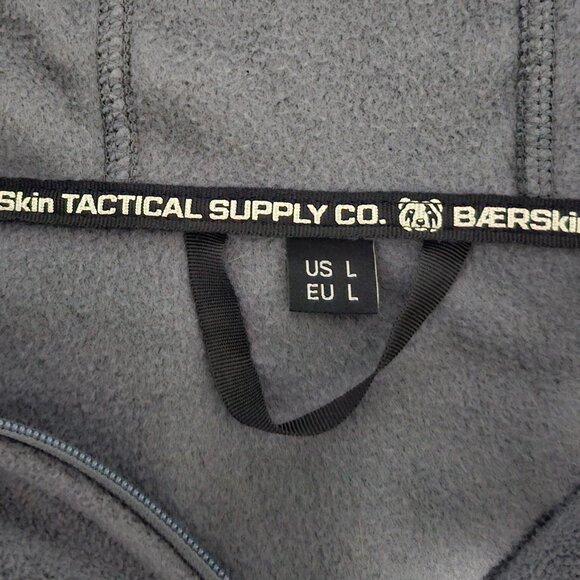 Skin TACTICAL SUPPLY CO. BÆRSkin
US L
EU L